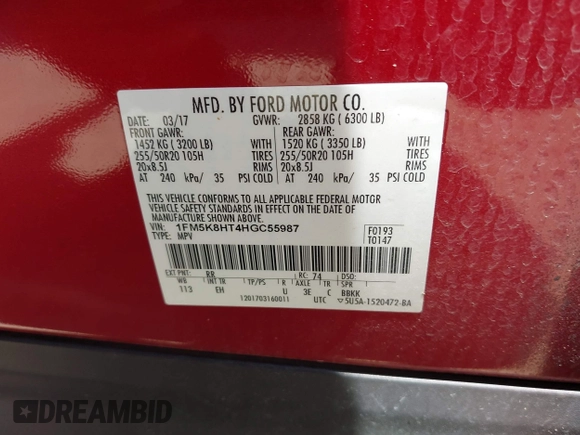 MFD. BY FORD MOTOR CO.
DATE: 03/17 GVWR: 2858 KG ( 6300 LB)
FRONT GAWR: REAR GAWR:
1452 KG ( 3200 LB) 1520 KG ( 3350 LB)
255/50R20 105H TIRES 255/50R20 105H TIRES
20x8.5J RIMS 20x8.5J RIMS
AT 240 kPa/ 35 PSI COLD AT 240 kPa/ 35 PSI COLD
THIS VEHICLE CONFORMS TO ALL APPLICABLE FEDERAL MOTOR
VEHICLE SAFETY AND THEFT PREVENTION STANDARDS IN EFFECT ON THE DATE OF MANUFACTURE SHOWN ABOVE.
VIN: 1FM5K8HT4HGC55987 F0193
TYPE: MPV T0147
EXT PNT: RR RC: 74 DSO:
WB INT TR TP/PS R AXLE TR SPR
113 EH U 3E C BBKK
1201703160011 UTC ▽5U5A-1520472-BA
DREAMBID